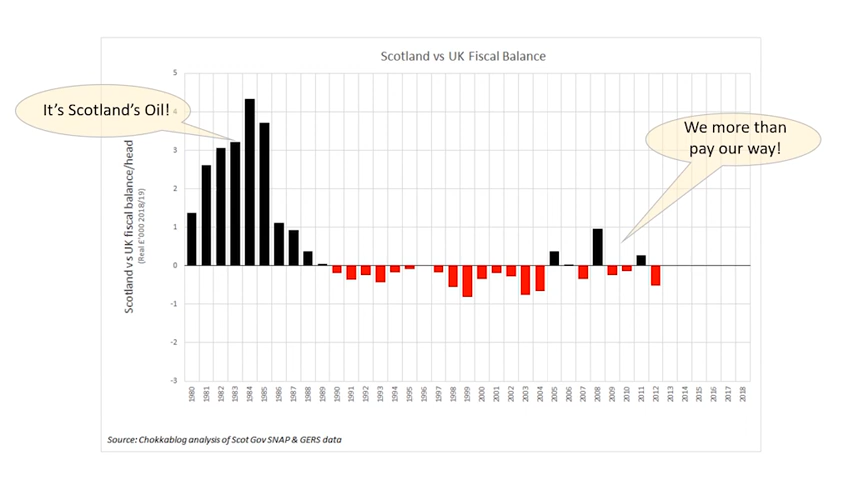 Scotland vs UK Fiscal Balance
It's Scotland's Oil!
We more than
pay our way!
Scotland vs UK fiscal balance/head
(Real £'000 2018/19)
5
4
3
2
1
0
-1
-2
-3
1980 1981 1982 1983 1984 1985 1986 1987 1988 1989 1990 1991 1992 1993 1994 1995 1996 1997 1998 1999 2000 2001 2002 2003 2004 2005 2006 2007 2008 2009 2010 2011 2012 2013 2014 2015 2016 2017 2018
Source: Chokkablog analysis of Scot Gov SNAP & GERS data